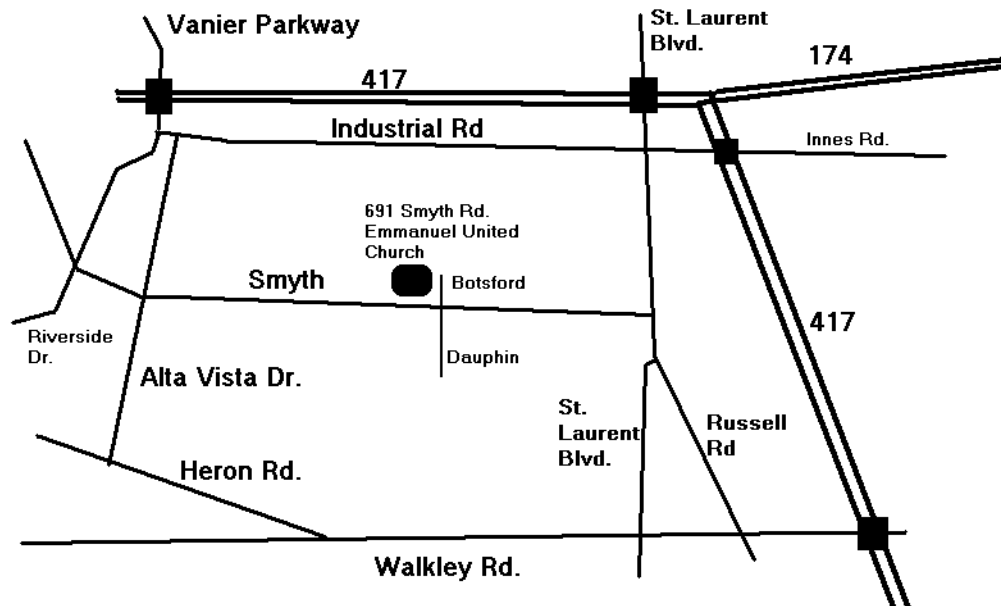 Vanier Parkway
St. Laurent
Blvd.
417
174
Industrial Rd
Innes Rd.
691 Smyth Rd.
Emmanuel United
Church
Smyth
Botsford
417
Riverside
Dr.
Dauphin
Alta Vista Dr.
St.
Laurent
Blvd.
Russell
Rd
Heron Rd.
Walkley Rd.